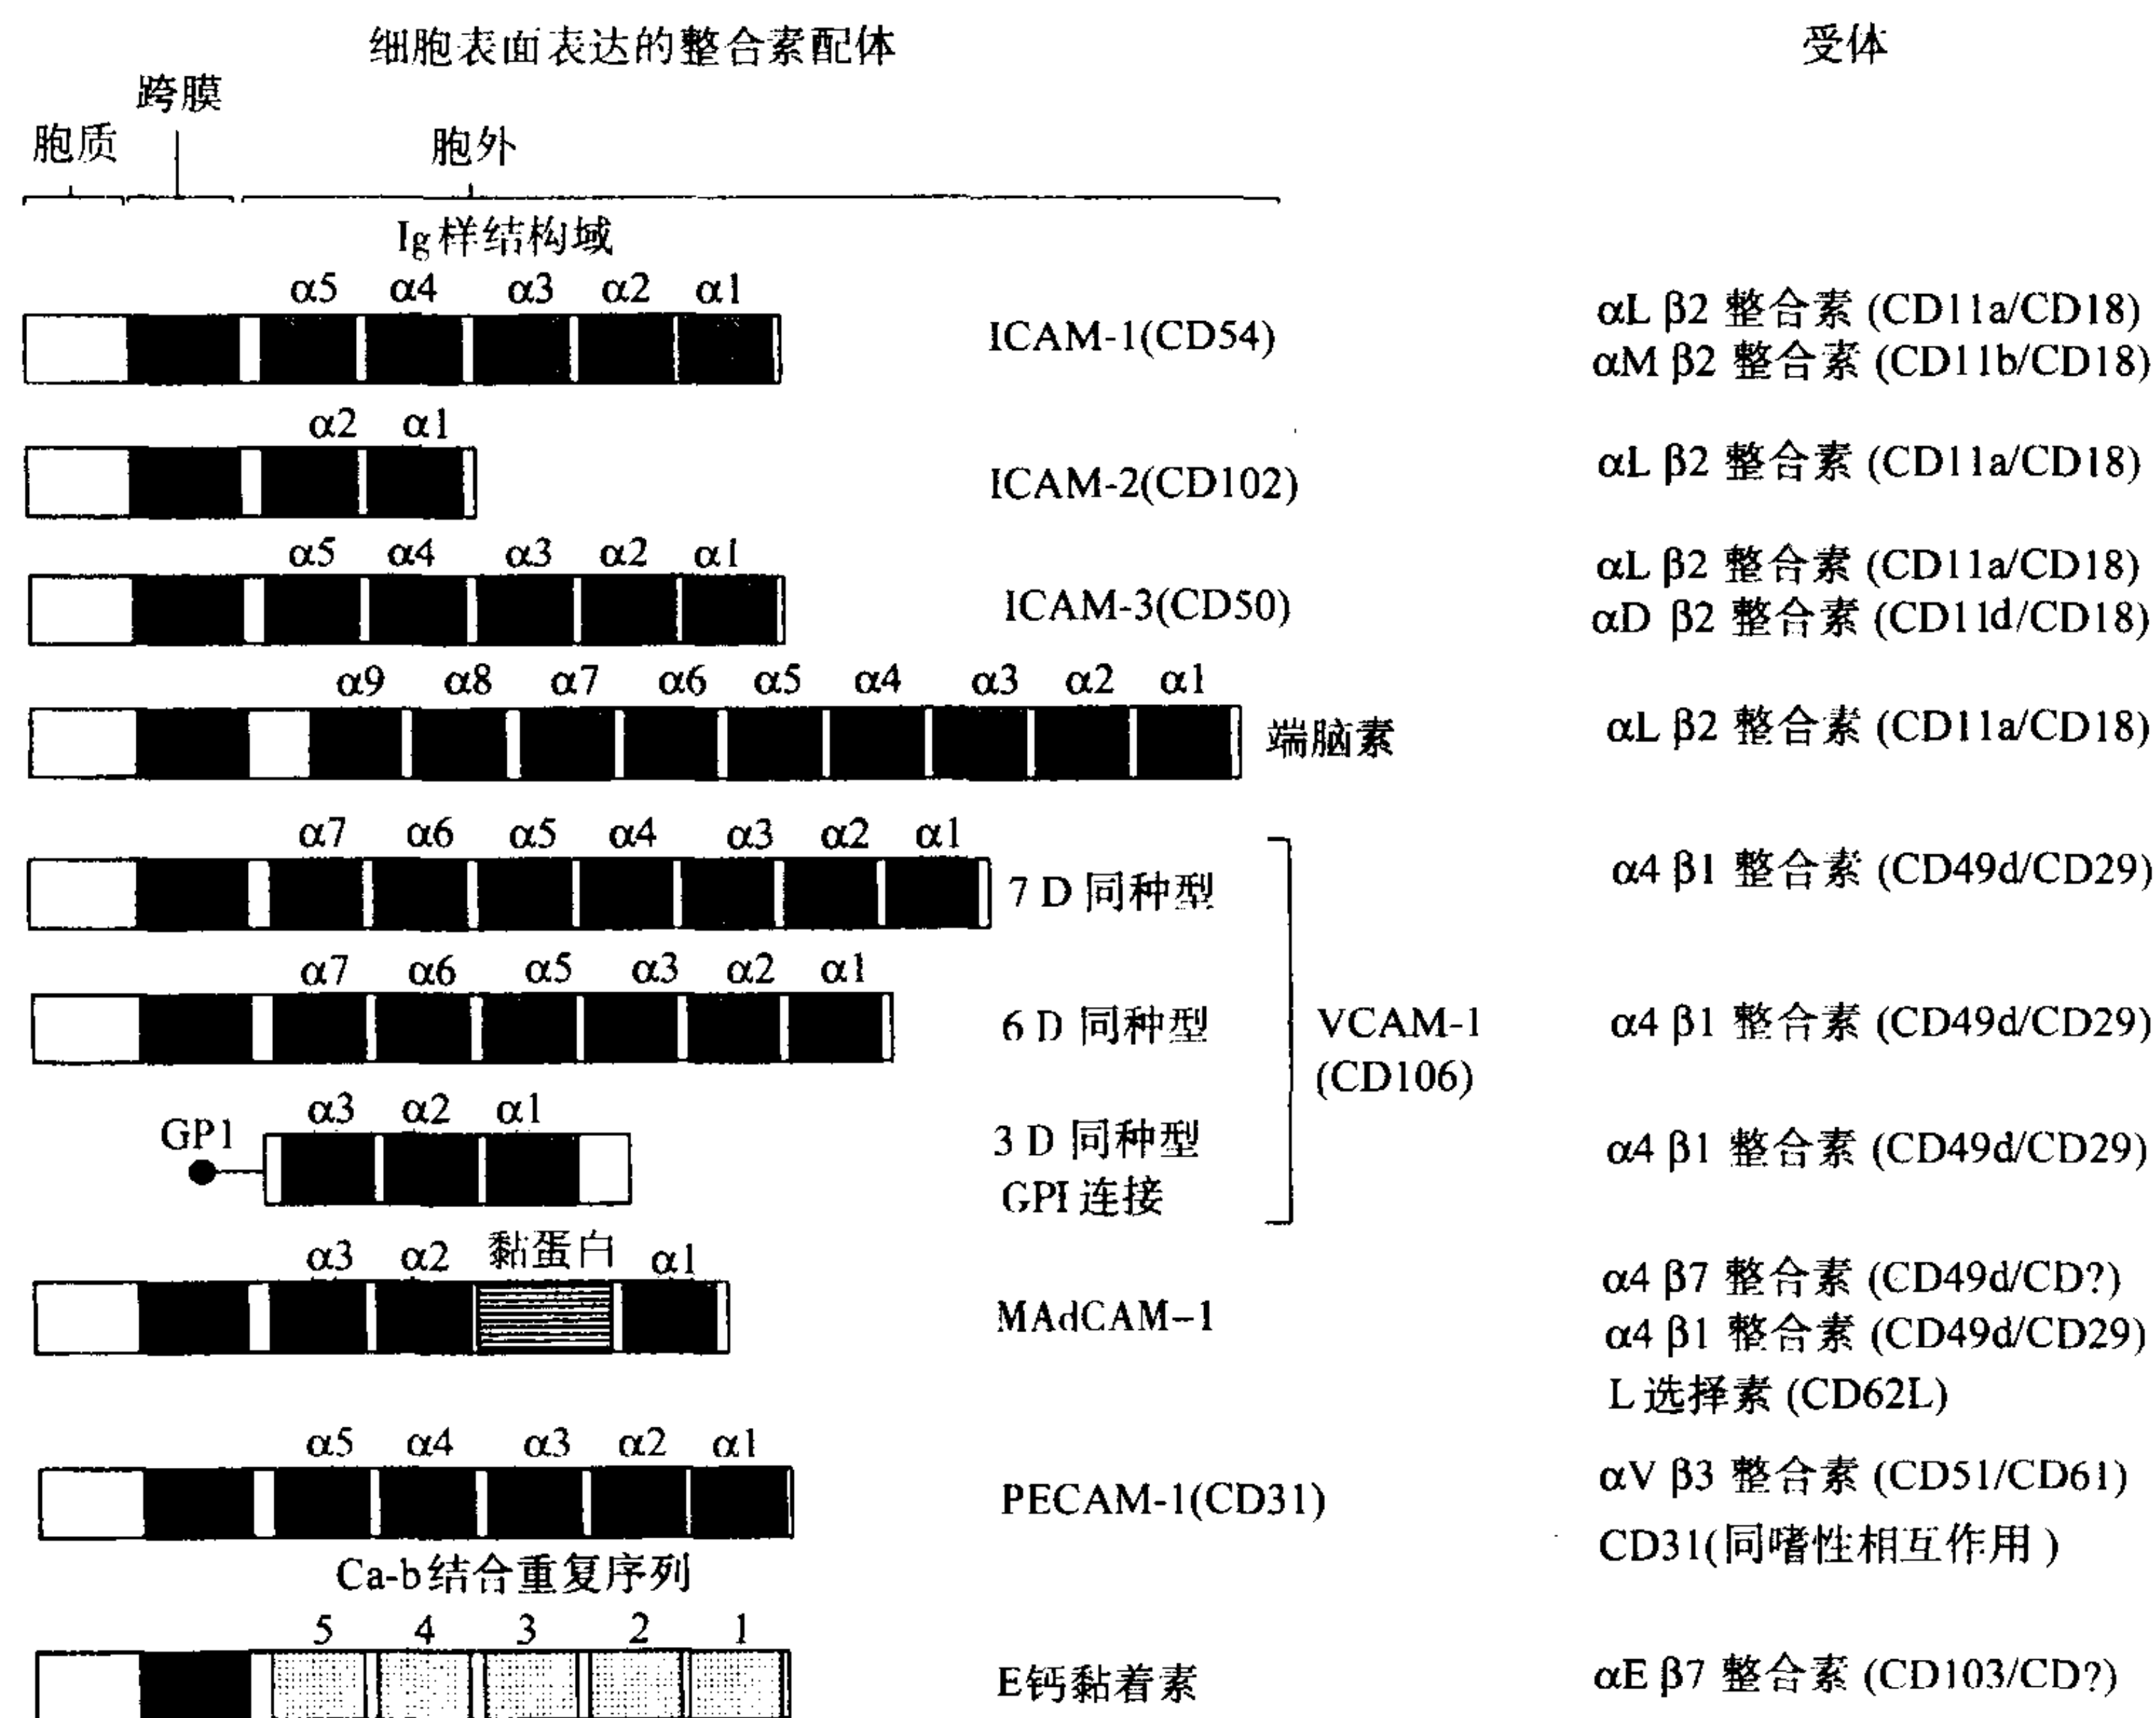 细胞表面表达的整合素配体 受体
跨膜
胞质 胞外
Ig样结构域
α5 α4 α3 α2 α1
ICAM-1(CD54) αL β2 整合素 (CD11a/CD18)
αM β2 整合素 (CD11b/CD18)
α2 α1
ICAM-2(CD102) αL β2 整合素 (CD11a/CD18)
α5 α4 α3 α2 α1
ICAM-3(CD50) αL β2 整合素 (CD11a/CD18)
αD β2 整合素 (CD11d/CD18)
α9 α8 α7 α6 α5 α4 α3 α2 α1
端脑素 αL β2 整合素 (CD11a/CD18)
α7 α6 α5 α4 α3 α2 α1
7 D 同种型 α4 β1 整合素 (CD49d/CD29)
α7 α6 α5 α3 α2 α1
6 D 同种型 VCAM-1 α4 β1 整合素 (CD49d/CD29)
(CD106)
α3 α2 α1
GP1 3 D 同种型 α4 β1 整合素 (CD49d/CD29)
GPI 连接
α3 α2 黏蛋白 α1
MAdCAM-1 α4 β7 整合素 (CD49d/CD?)
α4 β1 整合素 (CD49d/CD29)
L 选择素 (CD62L)
α5 α4 α3 α2 α1
PECAM-1(CD31) αV β3 整合素 (CD51/CD61)
CD31(同嗜性相互作用)
Ca-b结合重复序列
5 4 3 2 1
E钙黏着素 αE β7 整合素 (CD103/CD?)